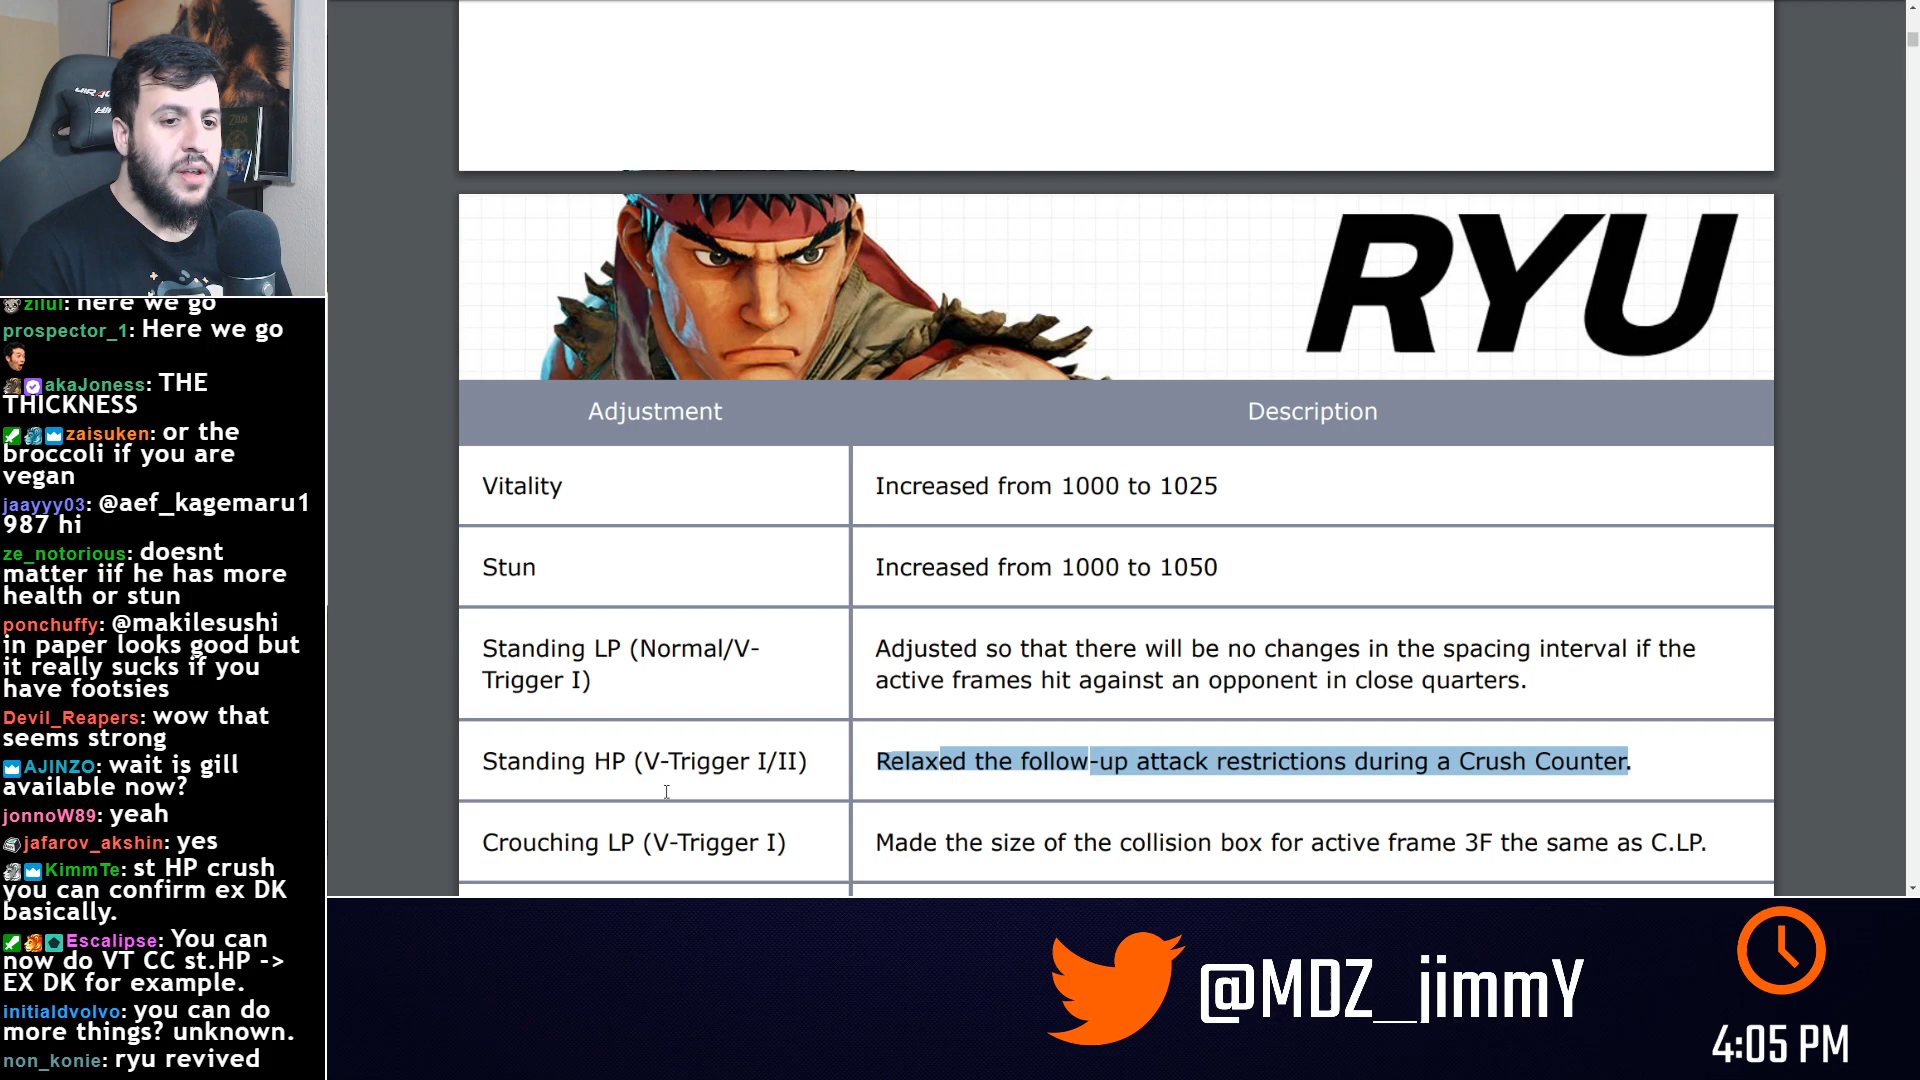 zilul: here we go
prospector_1: Here we go
akaJoness: THE
THICKNESS
zaisuken: or the
broccoli if you are
vegan
jaayyy03: @aef_kagemaru1
987 hi
ze_notorious: doesnt
matter iif he has more
health or stun
ponchuffy: @makilesushi
in paper looks good but
it really sucks if you
have footsies
Devil_Reapers: wow that
seems strong
AJINZO: wait is gill
available now?
jonnoW89: yeah
jafarov_akshin: yes
KimmTe: st HP crush
you can confirm ex DK
basically.
Escalipse: You can
now do VT CC st.HP ->
EX DK for example.
initialdvolvo: you can do
more things? unknown.
non_konie: ryu revived
RYU
Adjustment Description
Vitality Increased from 1000 to 1025
Stun Increased from 1000 to 1050
Standing LP (Normal/V-
Trigger I)
Adjusted so that there will be no changes in the spacing interval if the
active frames hit against an opponent in close quarters.
Standing HP (V-Trigger I/II) Relaxed the follow-up attack restrictions during a Crush Counter.
Crouching LP (V-Trigger I) Made the size of the collision box for active frame 3F the same as C.LP.
@MDZ_jimmY
4:05 PM